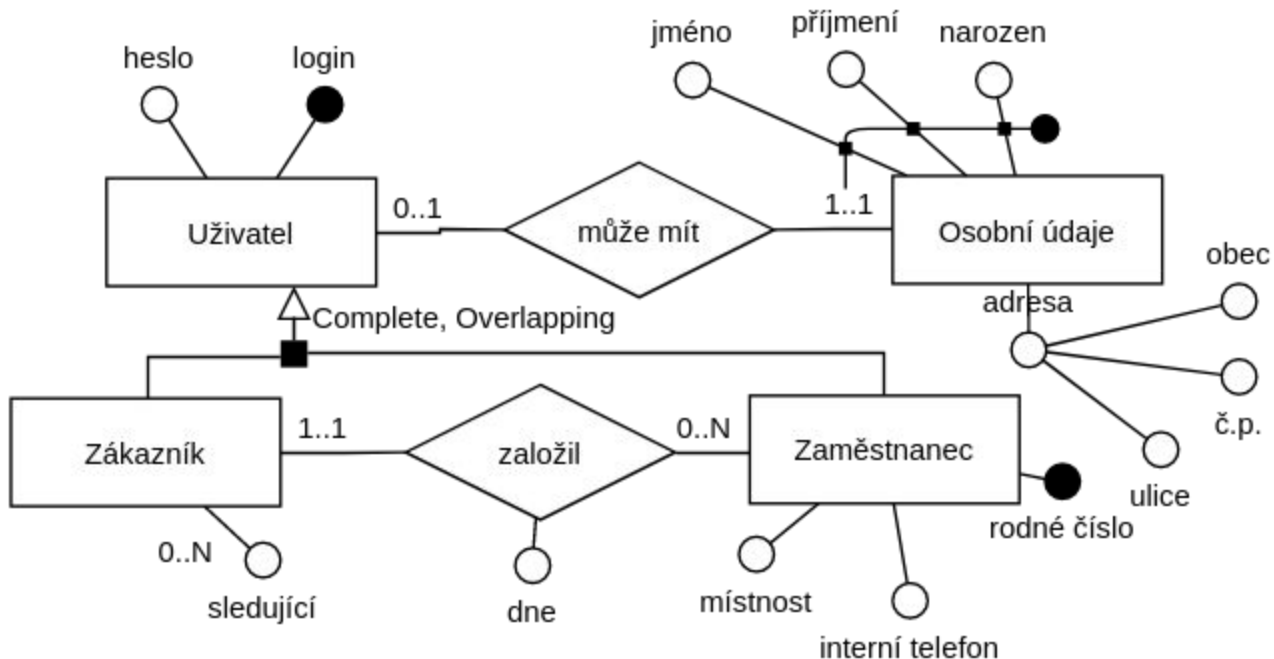 jméno
příjmení
narozen
heslo
login
Uživatel
0..1
může mít
1..1
Osobní údaje
obec
adresa
Complete, Overlapping
č.p.
Zákazník
1..1
založil
0..N
Zaměstnanec
ulice
rodné číslo
0..N
sledující
dne
místnost
interní telefon